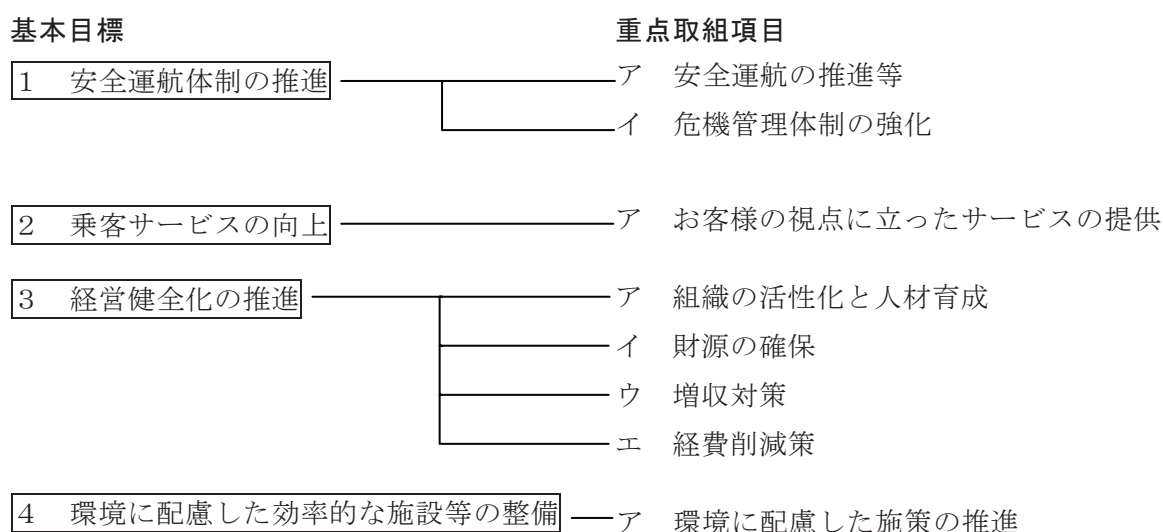 基本目標 重点取組項目
1 安全運航体制の推進 ア 安全運航の推進等
イ 危機管理体制の強化
2 乗客サービスの向上 ア お客様の視点に立ったサービスの提供
3 経営健全化の推進 ア 組織の活性化と人材育成
イ 財源の確保
ウ 増収対策
エ 経費削減策
4 環境に配慮した効率的な施設等の整備 ア 環境に配慮した施策の推進